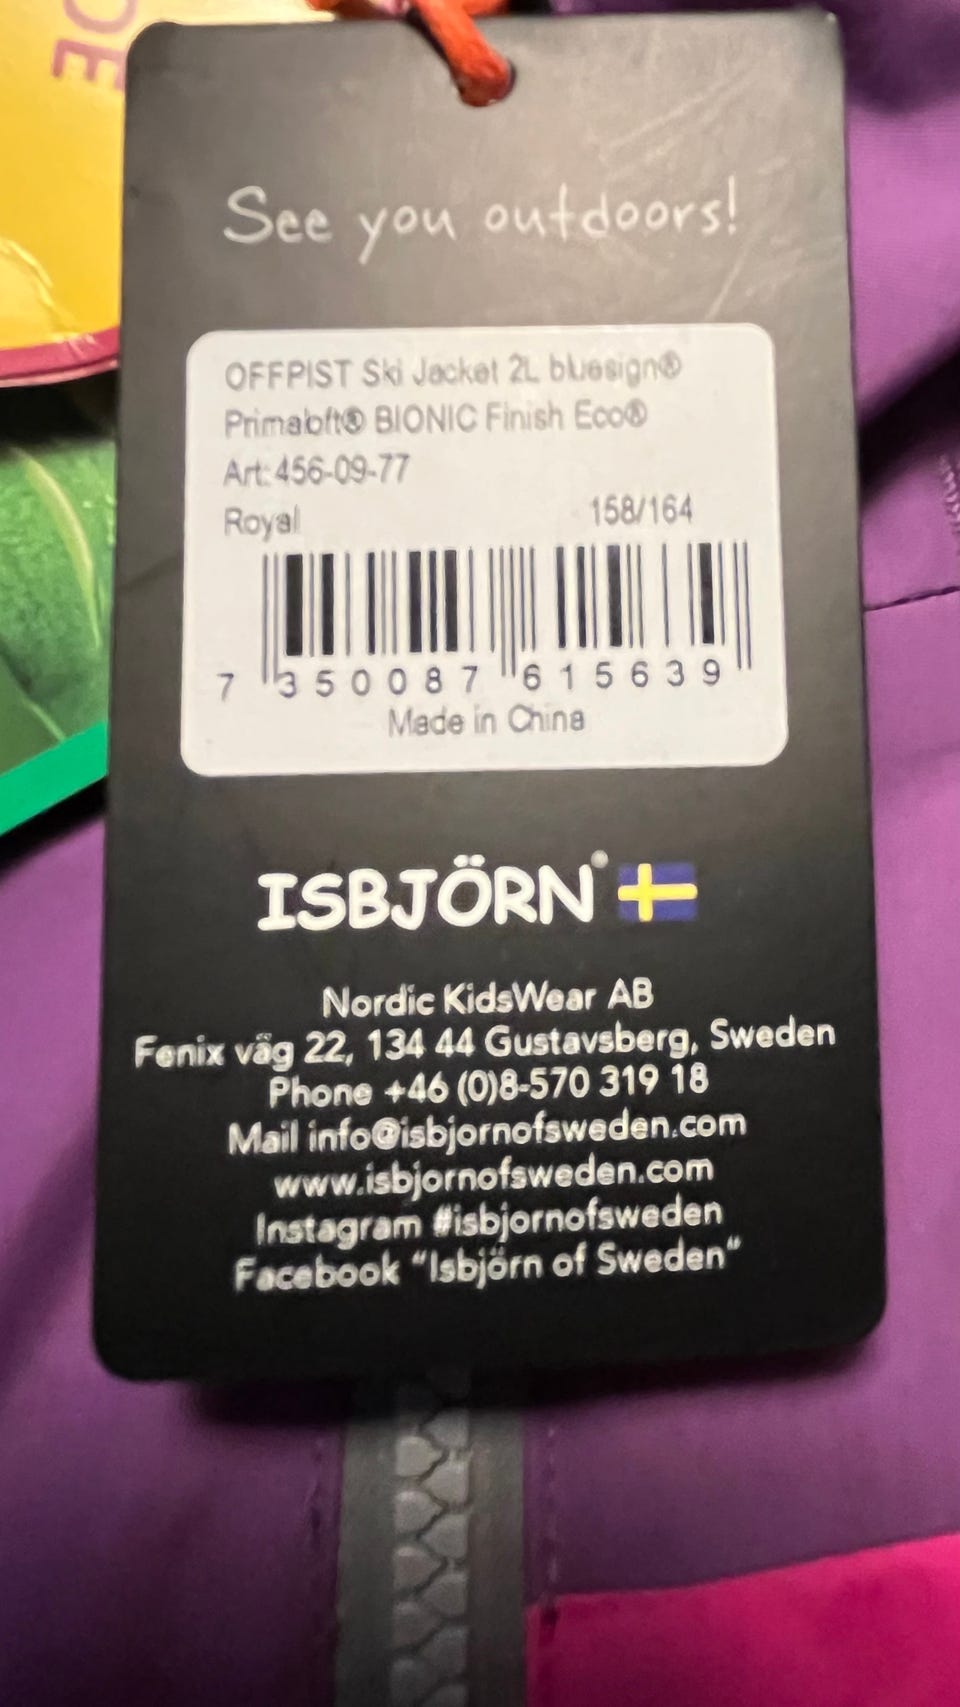 OE
See you outdoors!
OFFPIST Ski Jacket 2L bluesign®
Primaloft® BIONIC Finish Eco®
Art: 456-09-77
Royal 158/164
7 350087 615639
Made in China
ISBJÖRN®
Nordic KidsWear AB
Fenix väg 22, 134 44 Gustavsberg, Sweden
Phone +46 (0)8-570 319 18
Mail info@isbjornofsweden.com
www.isbjornofsweden.com
Instagram #isbjornofsweden
Facebook “Isbjörn of Sweden”